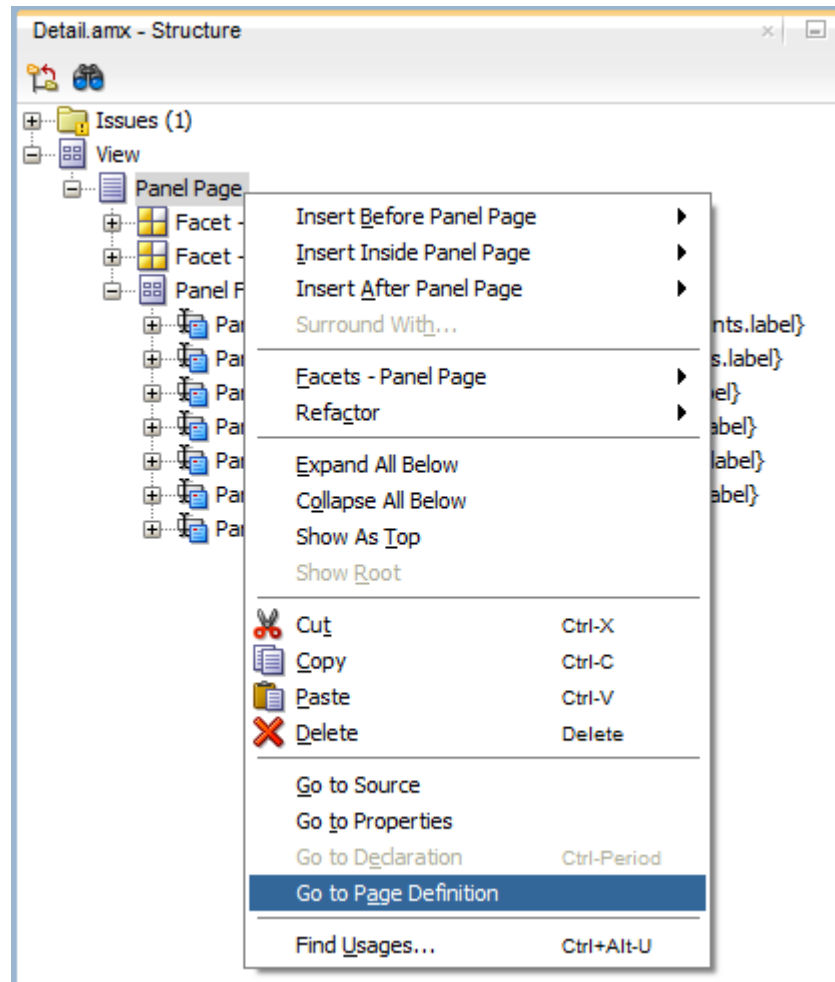 Detail.amx - Structure
Issues (1)
View
Panel Page
Facet -
Facet -
Panel F
Par nts.label}
Par s.label}
Par el}
Par abel}
Par label}
Par abel}
Par
Insert Before Panel Page
Insert Inside Panel Page
Insert After Panel Page
Surround With...
Facets - Panel Page
Refactor
Expand All Below
Collapse All Below
Show As Top
Show Root
Cut Ctrl-X
Copy Ctrl-C
Paste Ctrl-V
Delete Delete
Go to Source
Go to Properties
Go to Declaration Ctrl-Period
Go to Page Definition
Find Usages... Ctrl+Alt-U